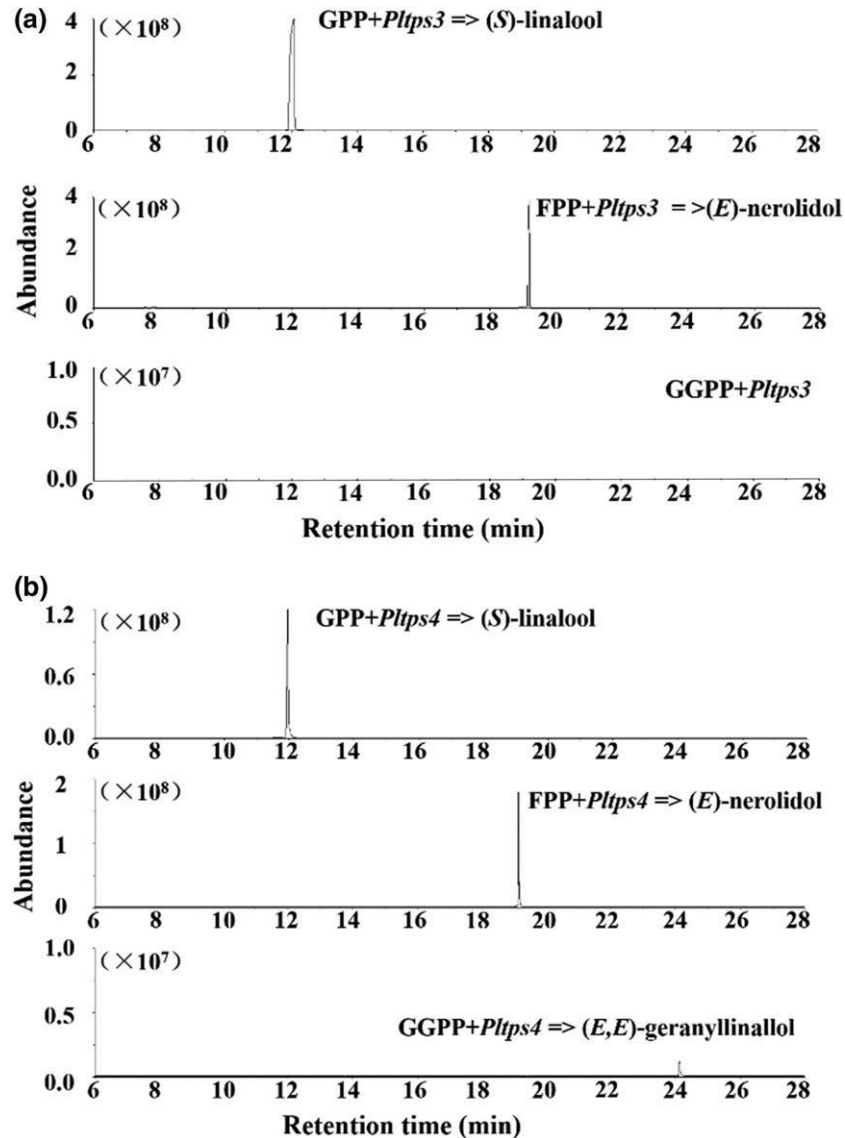 (a)
4 (×10⁸) GPP+Pltps3 => (S)-linalool
2
0
6 8 10 12 14 16 18 20 22 24 26 28
4 (×10⁸) FPP+Pltps3 =>(E)-nerolidol
2
0
6 8 10 12 14 16 18 20 22 24 26 28
Abundance
1.0 (×10⁷) GGPP+Pltps3
0.5
0.0
6 8 10 12 14 16 18 20 22 24 26 28
Retention time (min)
(b)
1.2 (×10⁸) GPP+Pltps4 => (S)-linalool
0.6
0.0
6 8 10 12 14 16 18 20 22 24 26 28
2 (×10⁸) FPP+Pltps4 => (E)-nerolidol
1
0
6 8 10 12 14 16 18 20 22 24 26 28
Abundance
1.0 (×10⁷)
0.5 GGPP+Pltps4 => (E,E)-geranyllinallol
0.0
6 8 10 12 14 16 18 20 22 24 26 28
Retention time (min)